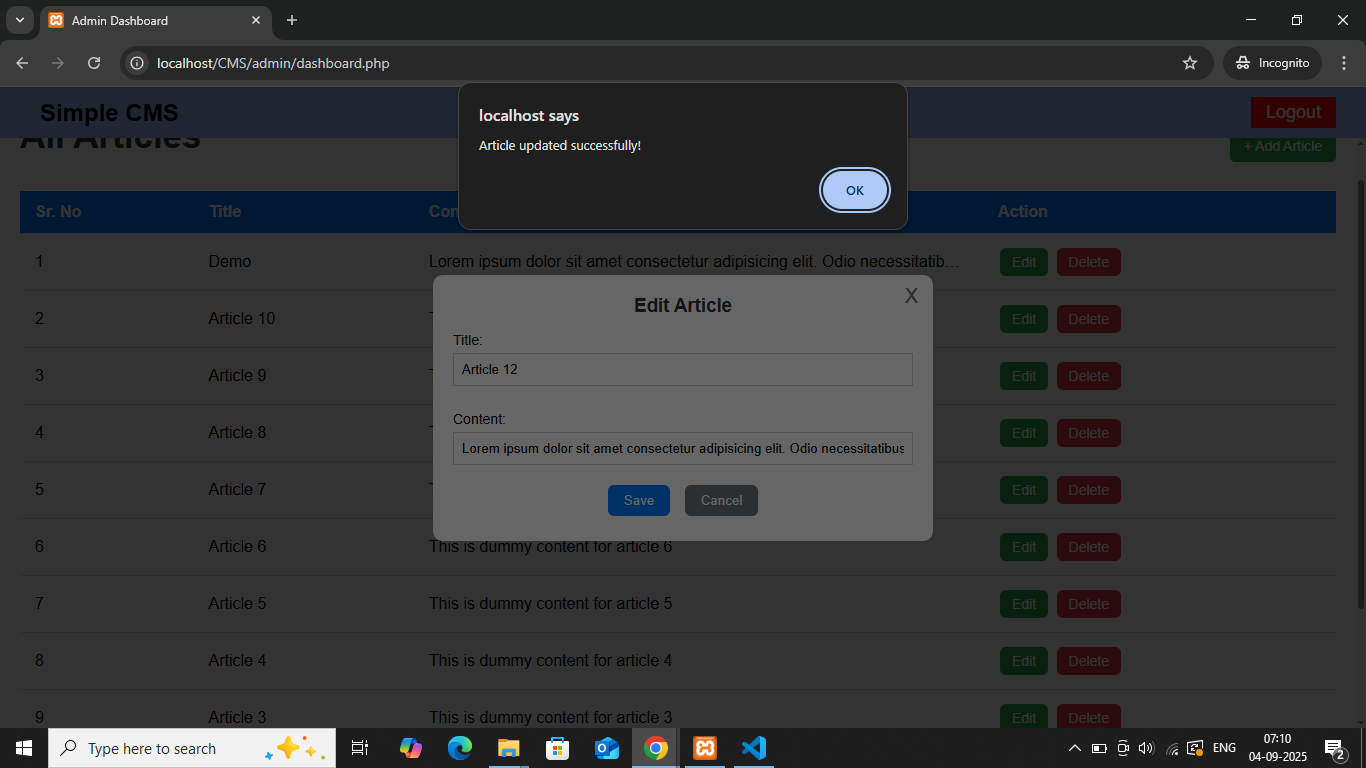 Admin Dashboard
localhost/CMS/admin/dashboard.php
Incognito
Simple CMS
Logout
localhost says
Article updated successfully!
OK
All Articles
+ Add Article
Sr. No Title Con Action
1 Demo Lorem ipsum dolor sit amet consectetur adipisicing elit. Odio necessitatib... Edit Delete
2 Article 10 Edit Delete
3 Article 9 Edit Delete
4 Article 8 Edit Delete
5 Article 7 Edit Delete
Edit Article
X
Title:
Article 12
Content:
Lorem ipsum dolor sit amet consectetur adipisicing elit. Odio necessitatibus
Save Cancel
6 Article 6 This is dummy content for article 6 Edit Delete
7 Article 5 This is dummy content for article 5 Edit Delete
8 Article 4 This is dummy content for article 4 Edit Delete
9 Article 3 This is dummy content for article 3 Edit Delete
Type here to search
ENG
07:10
04-09-2025
2